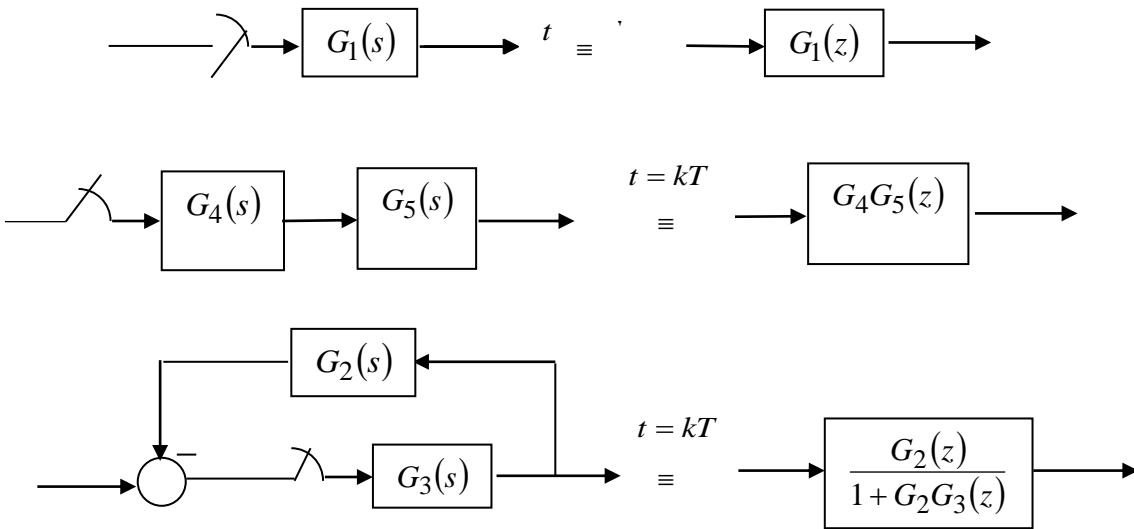 G₁(s) t ≡ G₁(z)
t = kT
G₄(s) G₅(s) ≡ G₄G₅(z)
G₂(s)
t = kT
− G₃(s) ≡ G₂(z) / 1 + G₂G₃(z)